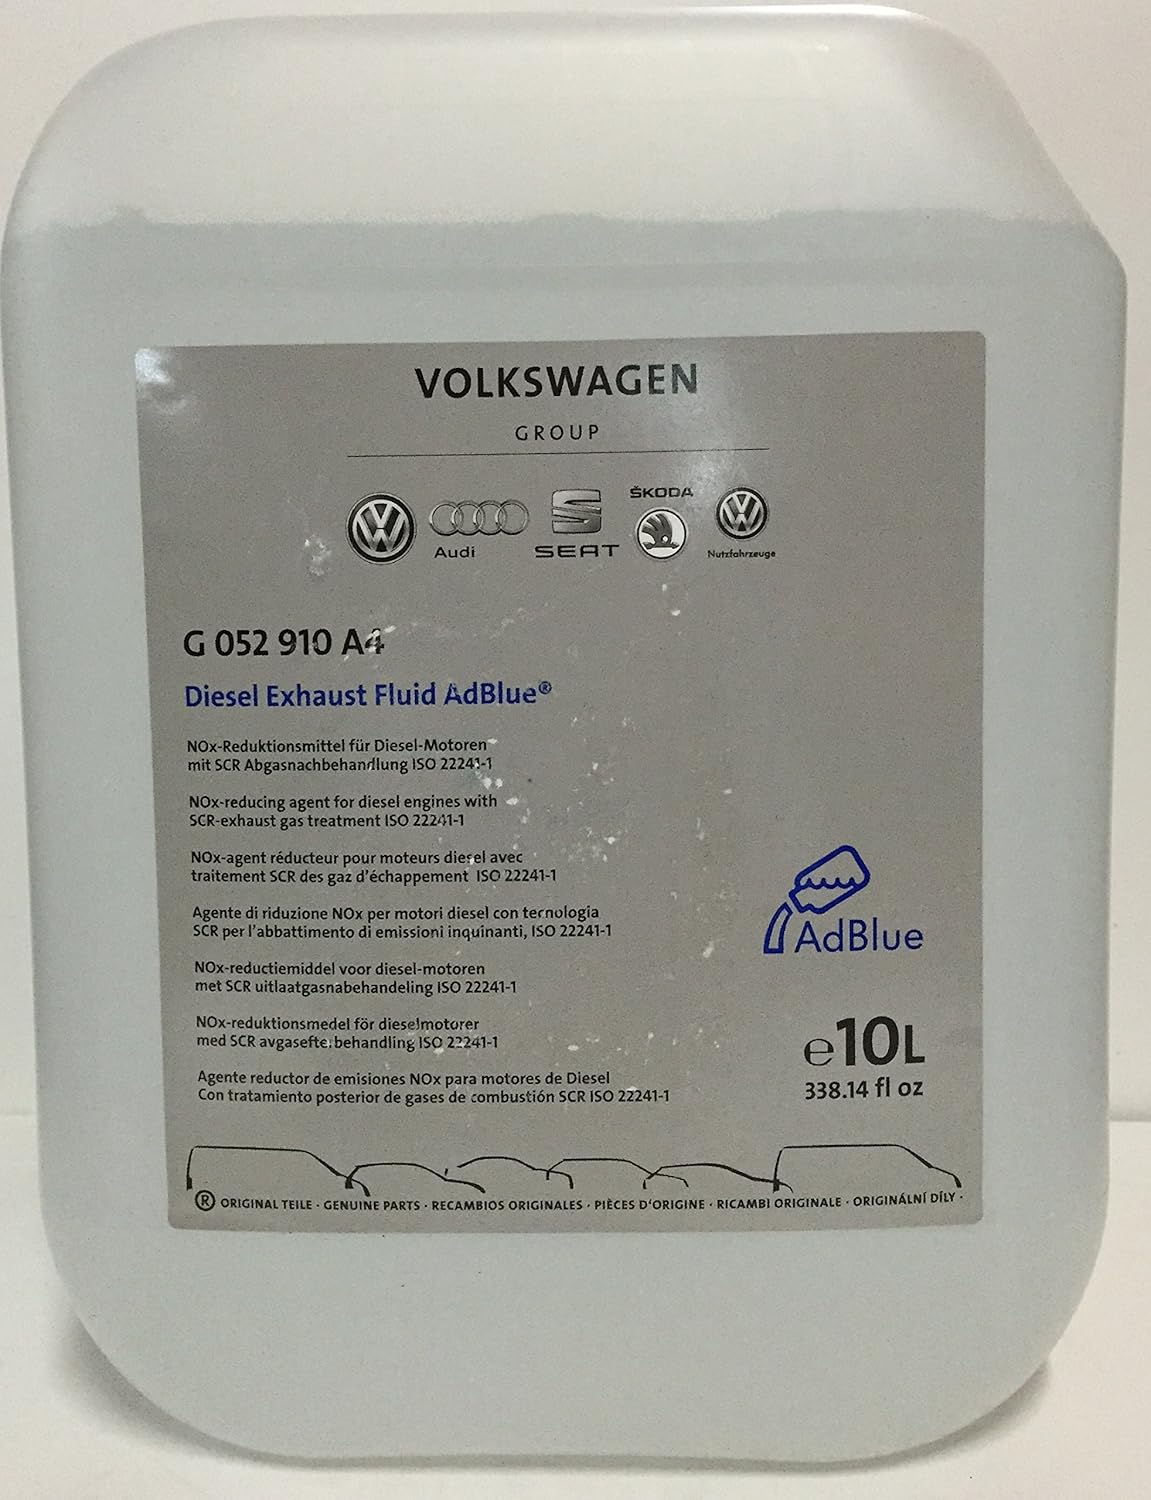 VOLKSWAGEN
GROUP
Audi
SEAT
ŠKODA
Nutzfahrzeuge
G 052 910 A4
Diesel Exhaust Fluid AdBlue®
NOx-Reduktionsmittel für Diesel-Motoren
mit SCR Abgasnachbehandlung ISO 22241-1
NOx-reducing agent for diesel engines with
SCR-exhaust gas treatment ISO 22241-1
NOx-agent réducteur pour moteurs diesel avec
traitement SCR des gaz d'échappement ISO 22241-1
Agente di riduzione NOx per motori diesel con tecnologia
SCR per l'abbattimento di emissioni inquinanti, ISO 22241-1
NOx-reductiemiddel voor diesel-motoren
met SCR uitlaatgasnabehandeling ISO 22241-1
NOx-reduktionsmedel för dieselmotorer
med SCR avgasefterbehandling ISO 22241-1
Agente reductor de emisiones NOx para motores de Diesel
Con tratamiento posterior de gases de combustión SCR ISO 22241-1
AdBlue
e10L
338.14 fl oz
® ORIGINAL TEILE · GENUINE PARTS · RECAMBIOS ORIGINALES · PIÈCES D'ORIGINE · RICAMBI ORIGINALE · ORIGINÁLNÍ DÍLY ·